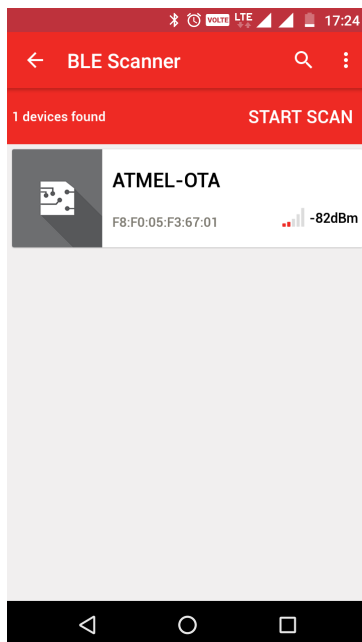 VOLTE LTE 17:24
BLE Scanner
1 devices found START SCAN
ATMEL-OTA
F8:F0:05:F3:67:01 -82dBm